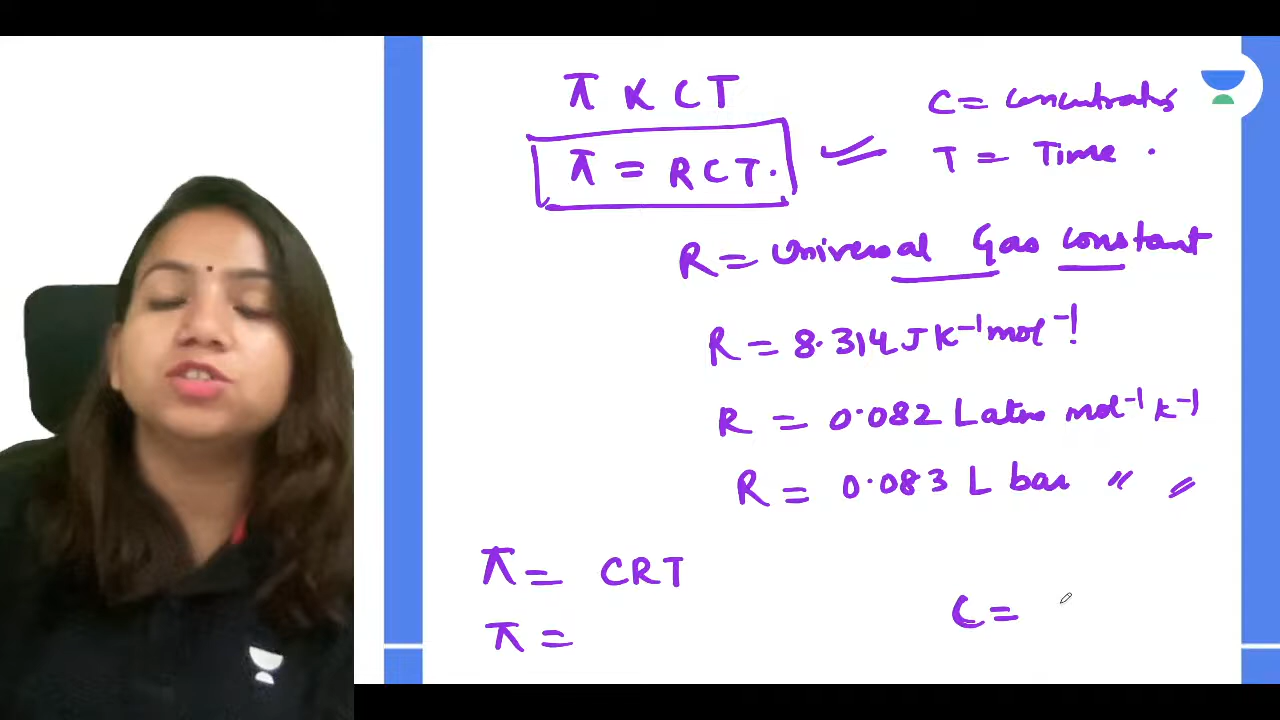 π ∝ CT
π = RCT.
C = Concentration
T = Time.
R = Universal Gas constant
R = 8.314 J K⁻¹ mol⁻¹
R = 0.082 L atm mol⁻¹ K⁻¹
R = 0.083 L bar " "
π = CRT
π =
C =